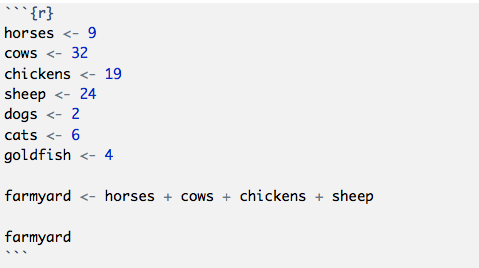 ```{r}
horses <- 9
cows <- 32
chickens <- 19
sheep <- 24
dogs <- 2
cats <- 6
goldfish <- 4
farmyard <- horses + cows + chickens + sheep
farmyard
```